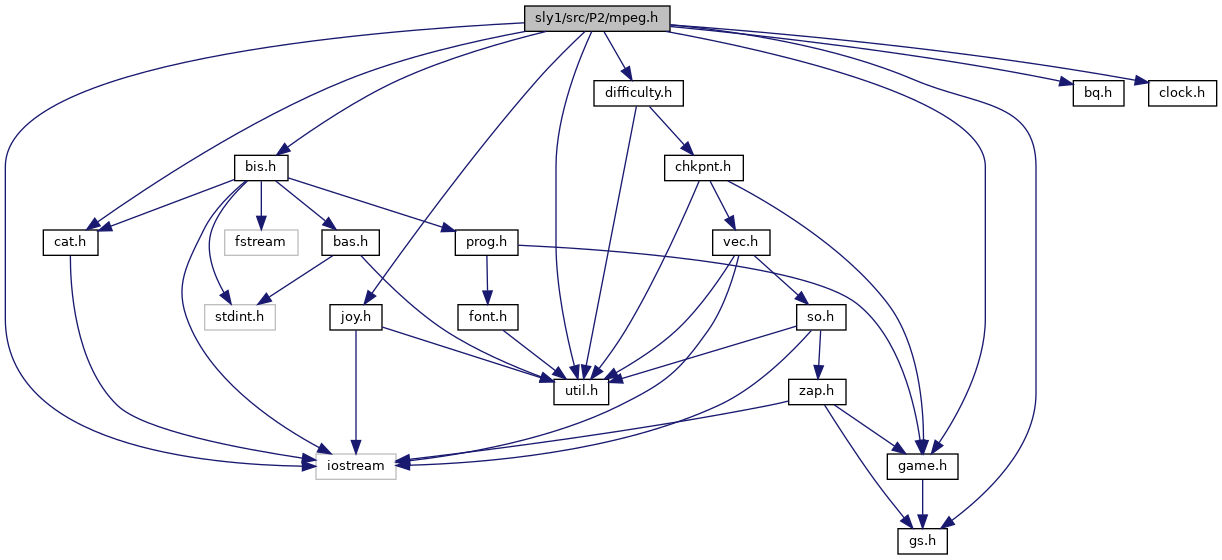 sly1/src/P2/mpeg.h
difficulty.h
bq.h
clock.h
bis.h
chkpnt.h
cat.h
fstream
bas.h
prog.h
vec.h
stdint.h
joy.h
font.h
so.h
util.h
zap.h
iostream
game.h
gs.h